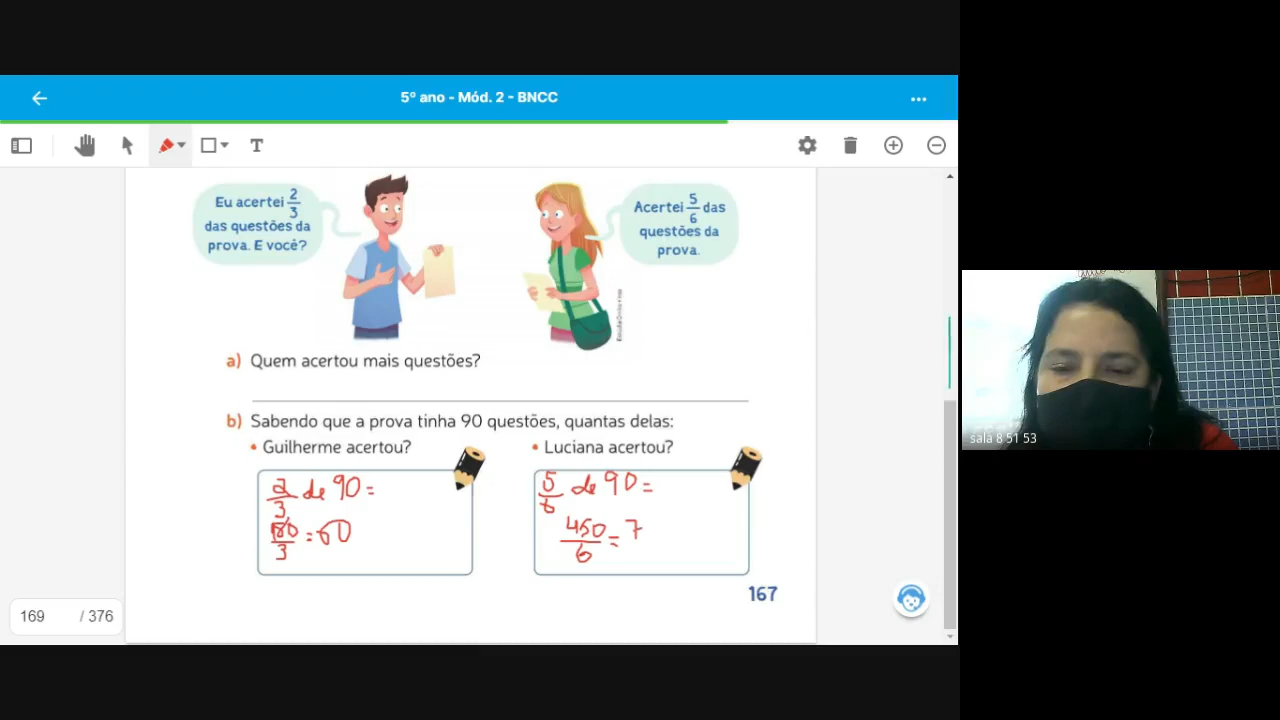 5º ano - Mód. 2 - BNCC
T
Eu acertei 2/3
das questões da
prova. E você?
Acertei 5/6 das
questões da
prova.
a) Quem acertou mais questões?
b) Sabendo que a prova tinha 90 questões, quantas delas:
• Guilherme acertou?
• Luciana acertou?
2/3 de 90 =
180/3 = 60
5/6 de 90 =
450/6 = 7
167
169 / 376
sala 8 51 53